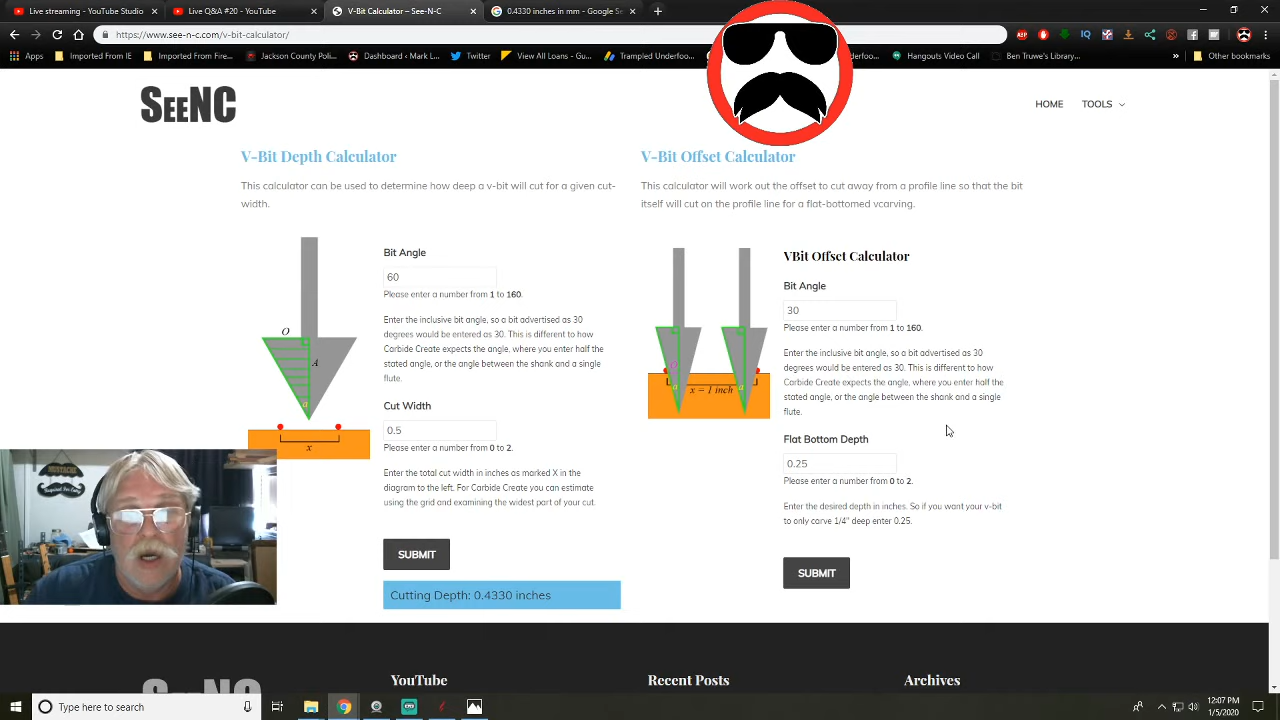 Live Q&A #20 - YouTube
Live Streams - YouTube
V-Bit Calculator – See-N-C
0.4330 inches in mm - Google Se
https://www.see-n-c.com/v-bit-calculator/
Apps
Imported From IE
Imported From Fire...
Jackson County Poli...
Dashboard ‹ Mark L...
Twitter
View All Loans - Gu...
Trampled Underfoo...
Hangouts Video Call
Ben Truwe's Library...
Other bookmarks
SEENC
HOME
TOOLS
V-Bit Depth Calculator
This calculator can be used to determine how deep a v-bit will cut for a given cut-
width.
O
A
a
x
Bit Angle
60
Please enter a number from 1 to 160.
Enter the inclusive bit angle, so a bit advertised as 30
degrees would be entered as 30. This is different to how
Carbide Create expects the angle, where you enter half the
stated angle, or the angle between the shank and a single
flute.
Cut Width
0.5
Please enter a number from 0 to 2.
Enter the total cut width in inches as marked X in the
diagram to the left. For Carbide Create you can estimate
using the grid and examining the widest part of your cut.
SUBMIT
Cutting Depth: 0.4330 inches
V-Bit Offset Calculator
This calculator will work out the offset to cut away from a profile line so that the bit
itself will cut on the profile line for a flat-bottomed vcarving.
x = 1 inch
a
a
VBit Offset Calculator
Bit Angle
30
Please enter a number from 1 to 160.
Enter the inclusive bit angle, so a bit advertised as 30
degrees would be entered as 30. This is different to how
Carbide Create expects the angle, where you enter half the
stated angle, or the angle between the shank and a single
flute.
Flat Bottom Depth
0.25
Please enter a number from 0 to 2.
Enter the desired depth in inches. So if you want your v-bit
to only carve 1/4" deep enter 0.25.
SUBMIT
MUSTACHE
SEENC
YouTube
Recent Posts
Archives
Type here to search
12:07 PM
1/5/2020